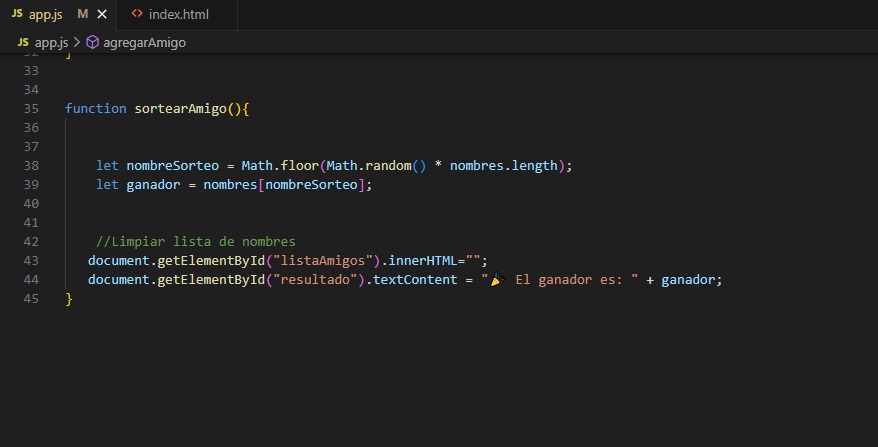 JS app.js M × <> index.html
JS app.js > agregarAmigo
32 }
33
34
35 function sortearAmigo(){
36
37
38 let nombreSorteo = Math.floor(Math.random() * nombres.length);
39 let ganador = nombres[nombreSorteo];
40
41
42 //Limpiar lista de nombres
43 document.getElementById("listaAmigos").innerHTML="";
44 document.getElementById("resultado").textContent = "🎉 El ganador es: " + ganador;
45 }